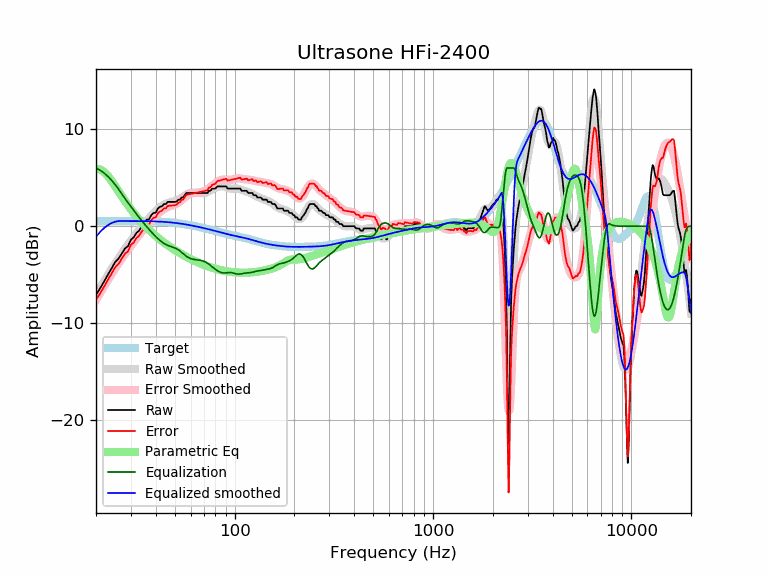 Ultrasone HFi-2400
Amplitude (dBr)
10
0
−10
−20
Target
Raw Smoothed
Error Smoothed
Raw
Error
Parametric Eq
Equalization
Equalized smoothed
100
1000
10000
Frequency (Hz)